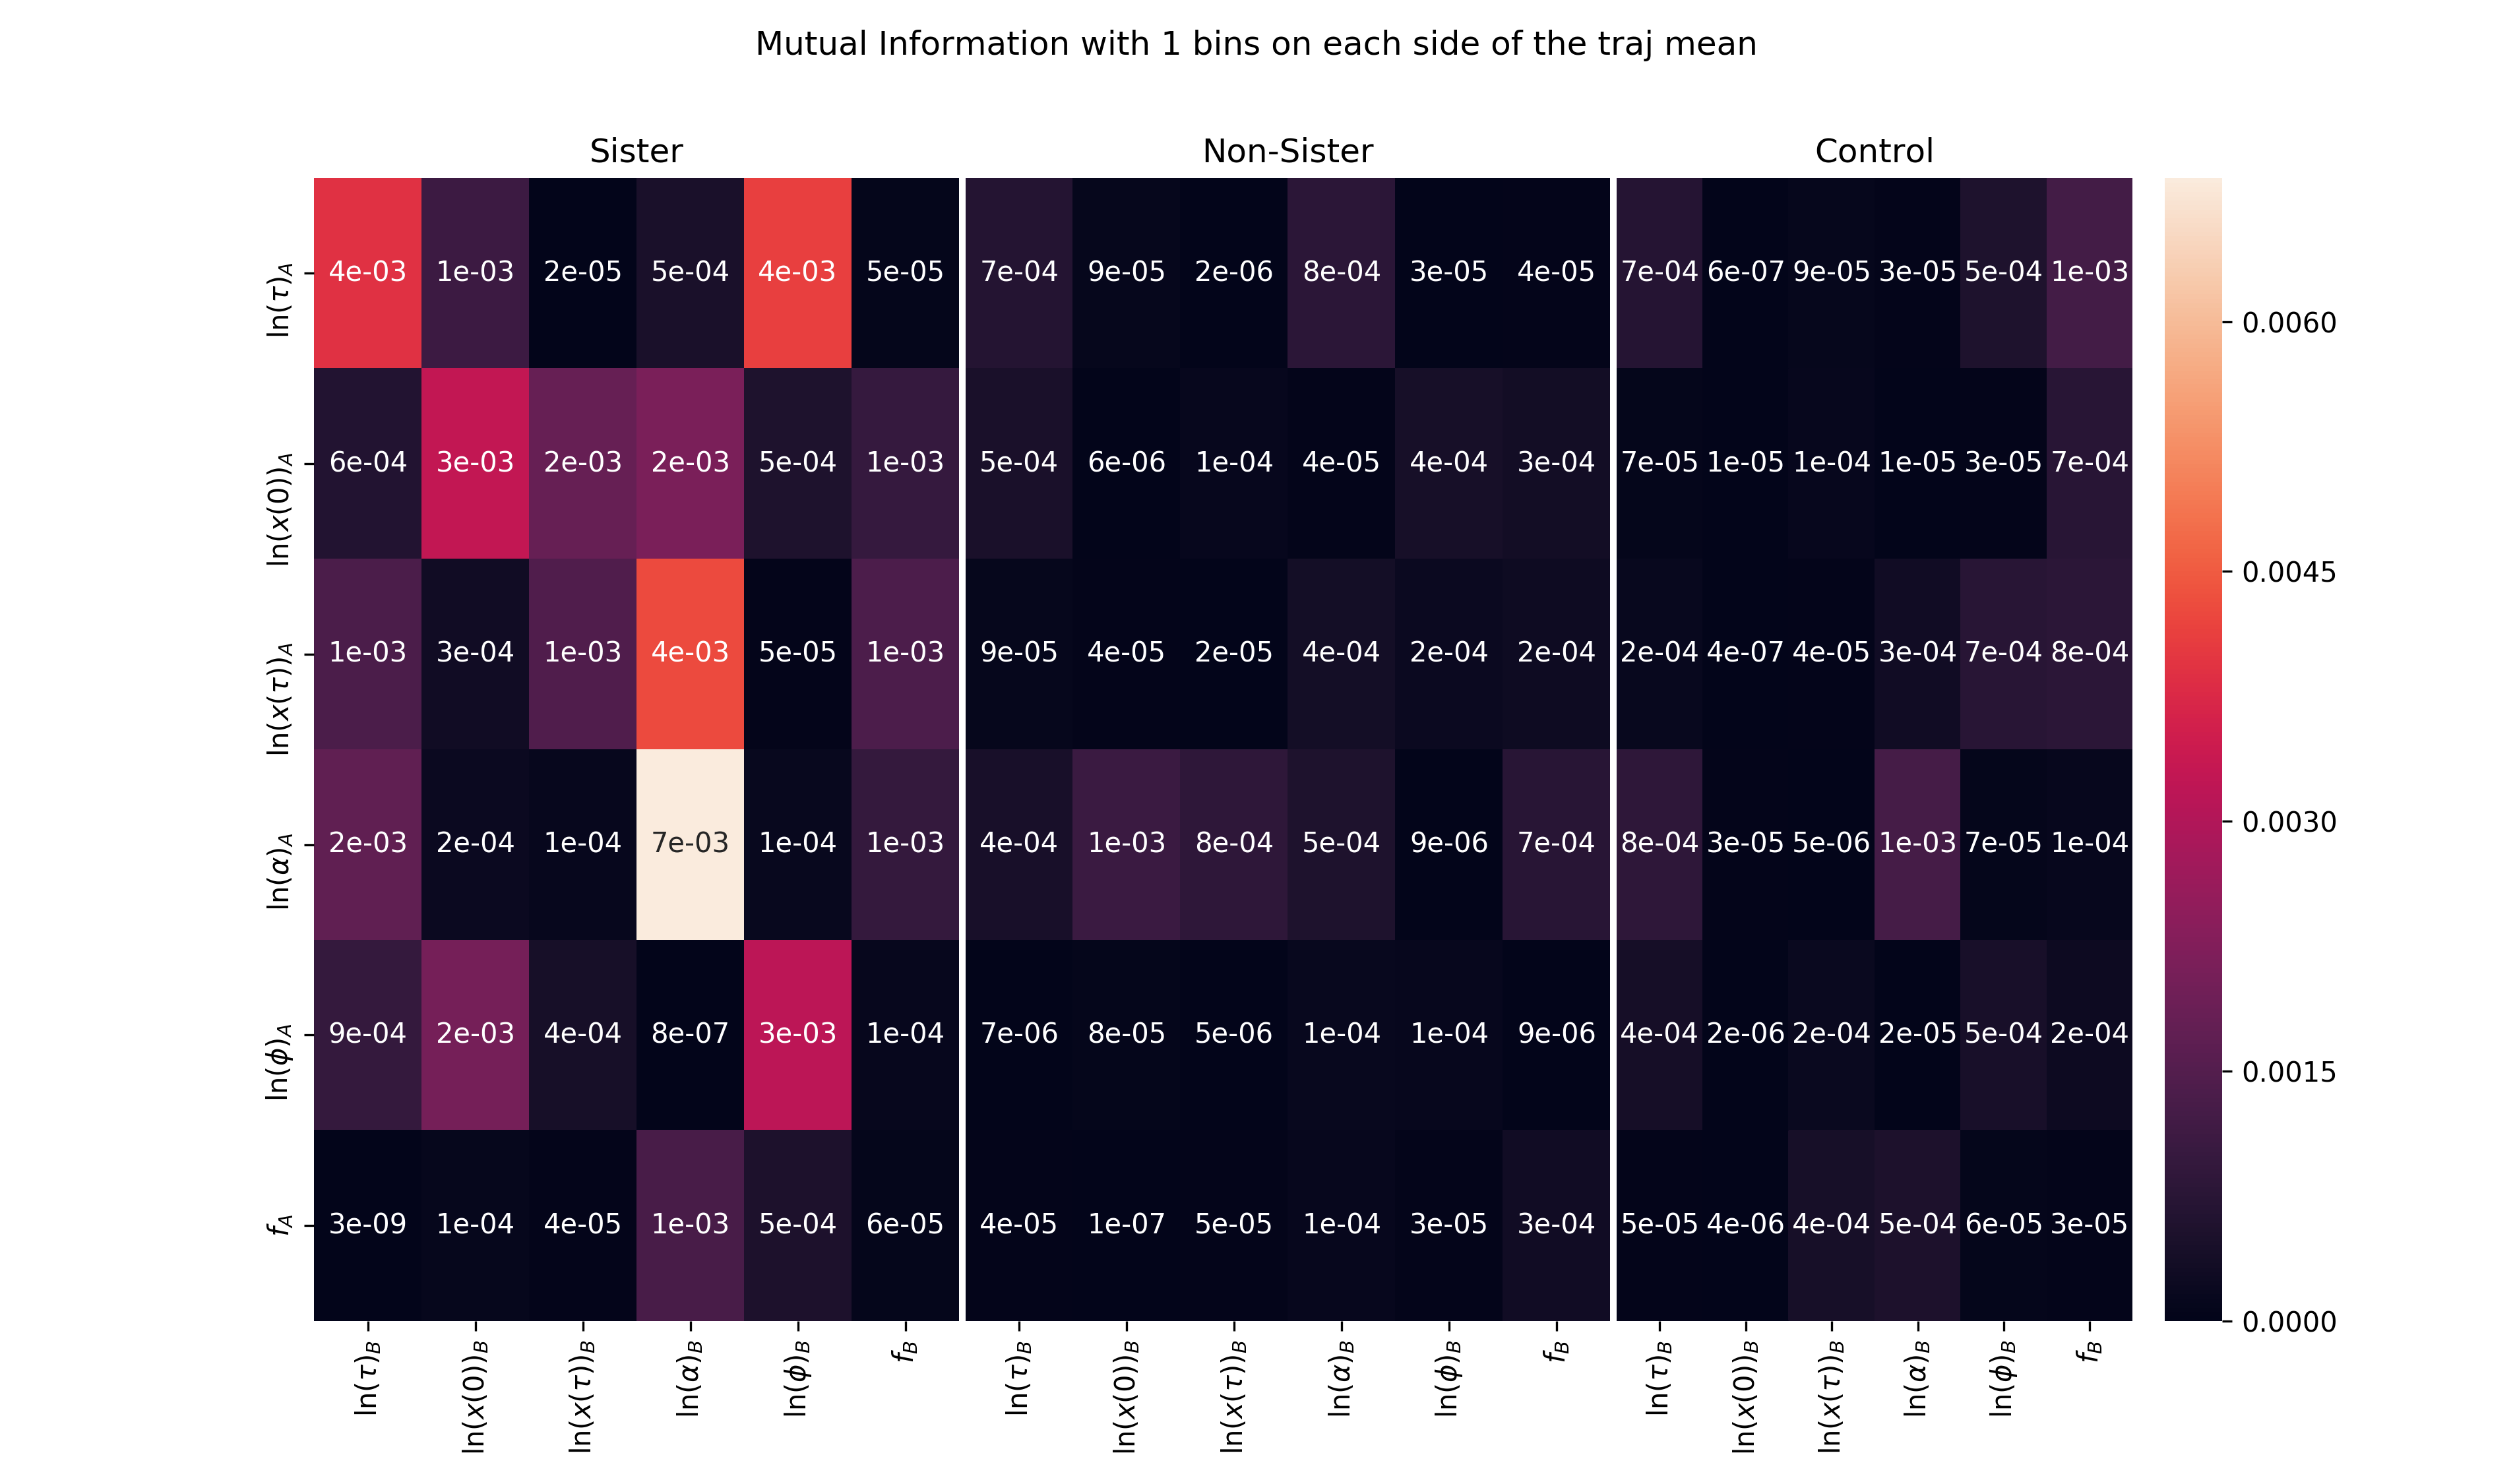 Mutual Information with 1 bins on each side of the traj mean
Sister Non-Sister Control
ln(τ)_A 4e-03 1e-03 2e-05 5e-04 4e-03 5e-05 7e-04 9e-05 2e-06 8e-04 3e-05 4e-05 7e-04 6e-07 9e-05 3e-05 5e-04 1e-03
0.0060
ln(x(0))_A 6e-04 3e-03 2e-03 2e-03 5e-04 1e-03 5e-04 6e-06 1e-04 4e-05 4e-04 3e-04 7e-05 1e-05 1e-04 1e-05 3e-05 7e-04
0.0045
ln(x(τ))_A 1e-03 3e-04 1e-03 4e-03 5e-05 1e-03 9e-05 4e-05 2e-05 4e-04 2e-04 2e-04 2e-04 4e-07 4e-05 3e-04 7e-04 8e-04
0.0030
ln(α)_A 2e-03 2e-04 1e-04 7e-03 1e-04 1e-03 4e-04 1e-03 8e-04 5e-04 9e-06 7e-04 8e-04 3e-05 5e-06 1e-03 7e-05 1e-04
ln(ϕ)_A 9e-04 2e-03 4e-04 8e-07 3e-03 1e-04 7e-06 8e-05 5e-06 1e-04 1e-04 9e-06 4e-04 2e-06 2e-04 2e-05 5e-04 2e-04
0.0015
f_A 3e-09 1e-04 4e-05 1e-03 5e-04 6e-05 4e-05 1e-07 5e-05 1e-04 3e-05 3e-04 5e-05 4e-06 4e-04 5e-04 6e-05 3e-05
0.0000
ln(τ)_B ln(x(0))_B ln(x(τ))_B ln(α)_B ln(ϕ)_B f_B ln(τ)_B ln(x(0))_B ln(x(τ))_B ln(α)_B ln(ϕ)_B f_B ln(τ)_B ln(x(0))_B ln(x(τ))_B ln(α)_B ln(ϕ)_B f_B